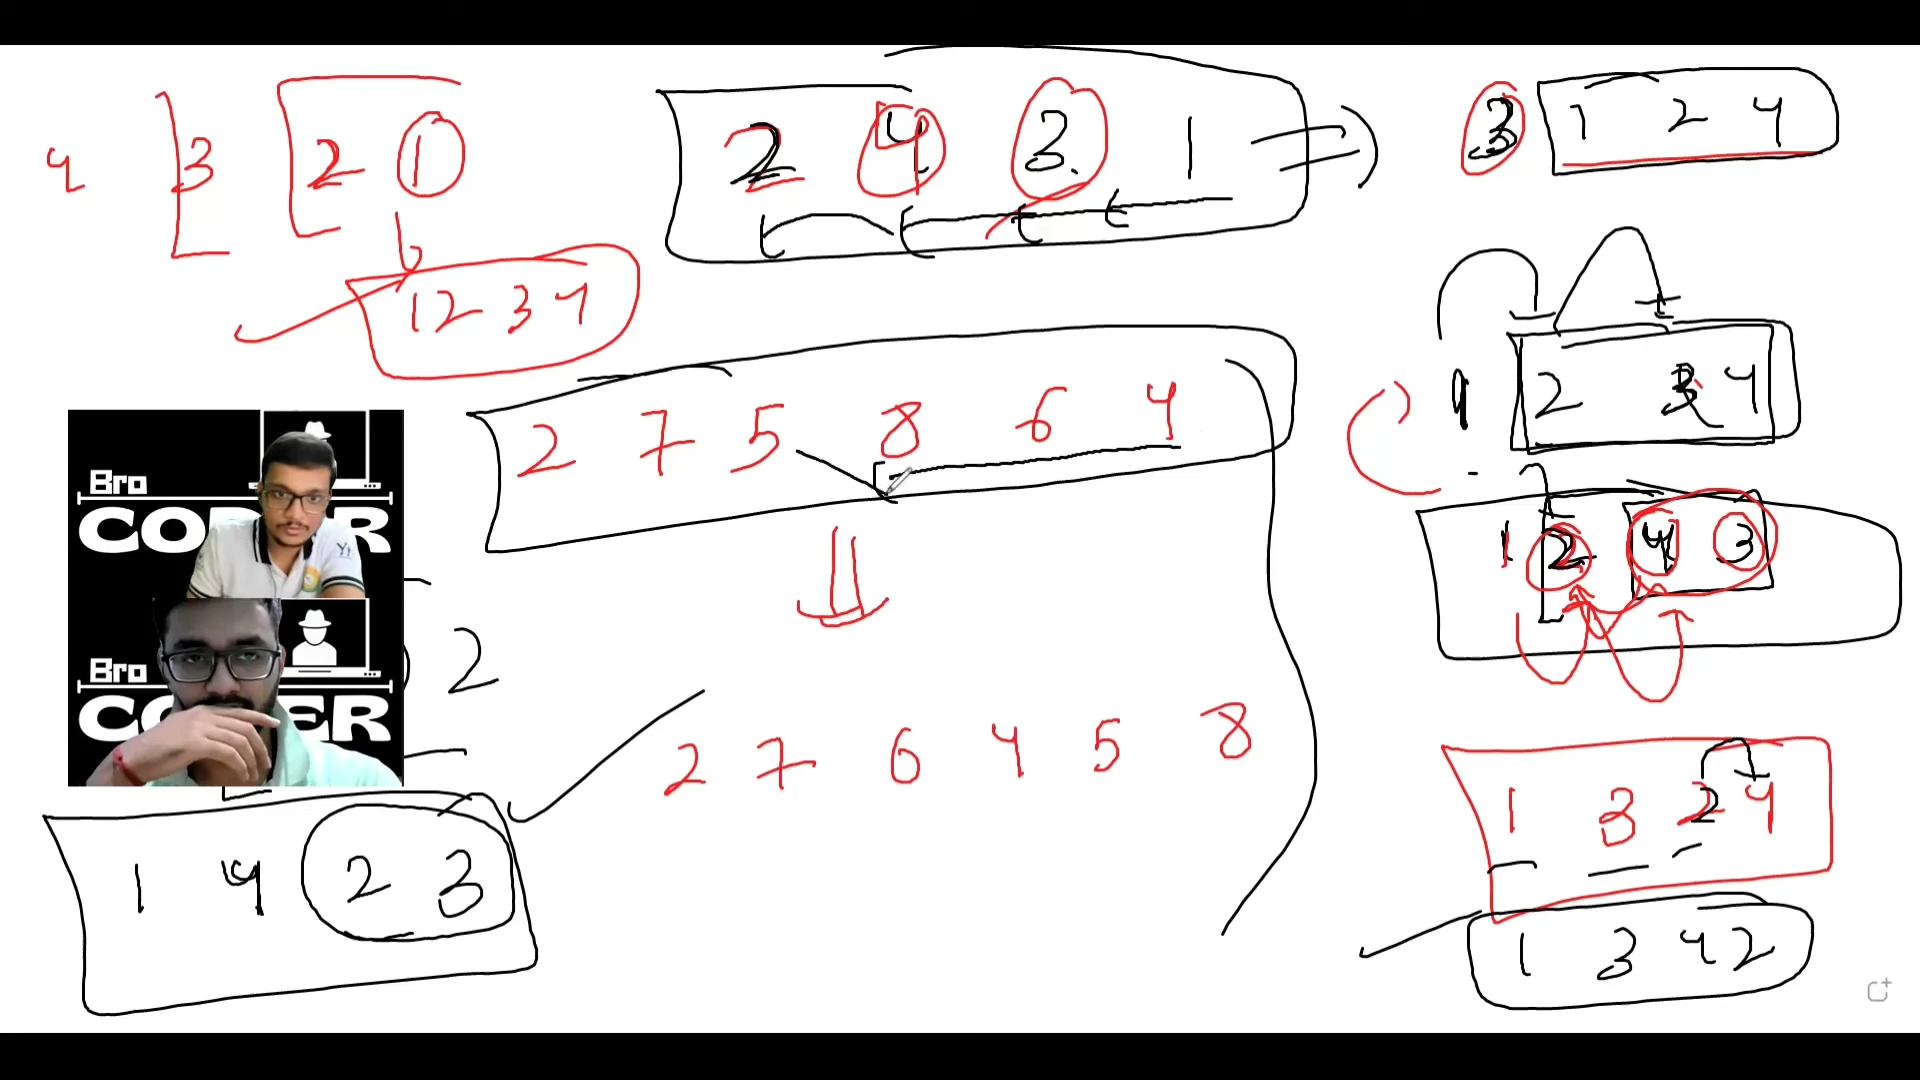 4 3 2 1
2 4 3 1
3 1 2 4
1 2 3 4
2 7 5 8 6 4
2 3 4
1 2 4 3
Bro
CODER
2
Bro
CODER
2 7 6 4 5 8
1 3 2 4
1 4 2 3
1 3 4 2